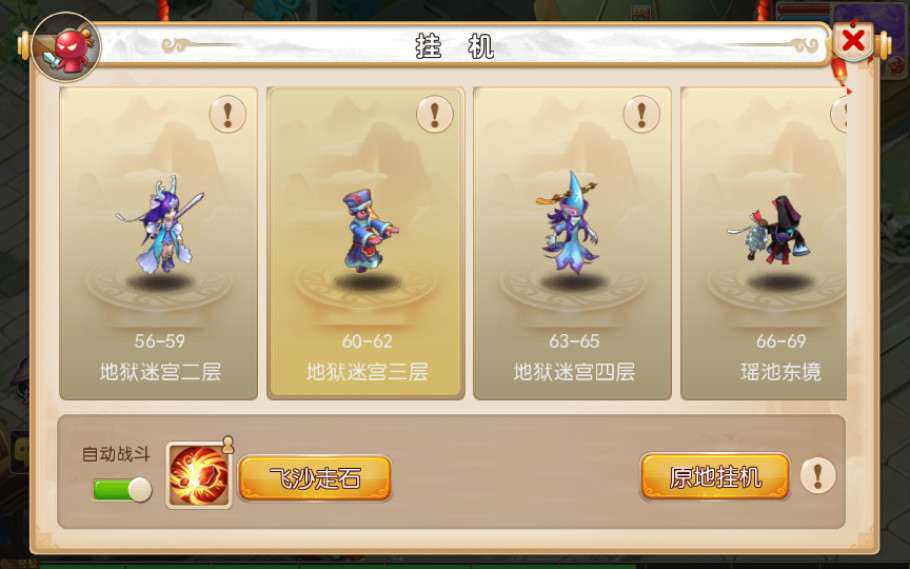 挂 机
56-59
地狱迷宫二层
60-62
地狱迷宫三层
63-65
地狱迷宫四层
66-69
瑶池东境
自动战斗
飞沙走石
原地挂机